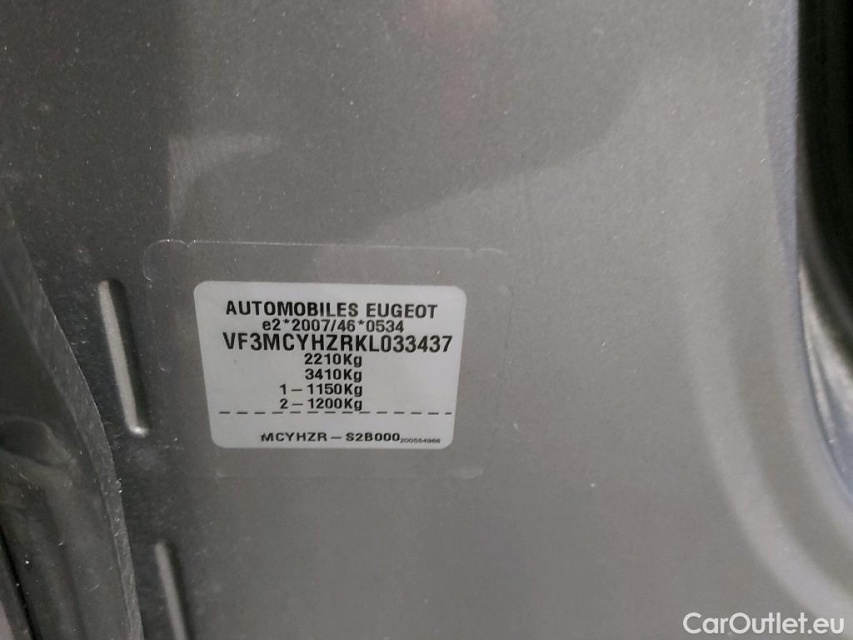 AUTOMOBILES EUGEOT
e2*2007/46*0534
VF3MCYHZRKL033437
2210Kg
3410Kg
1-1150Kg
2-1200Kg
MCYHZR-S2B000
CarOutlet.eu